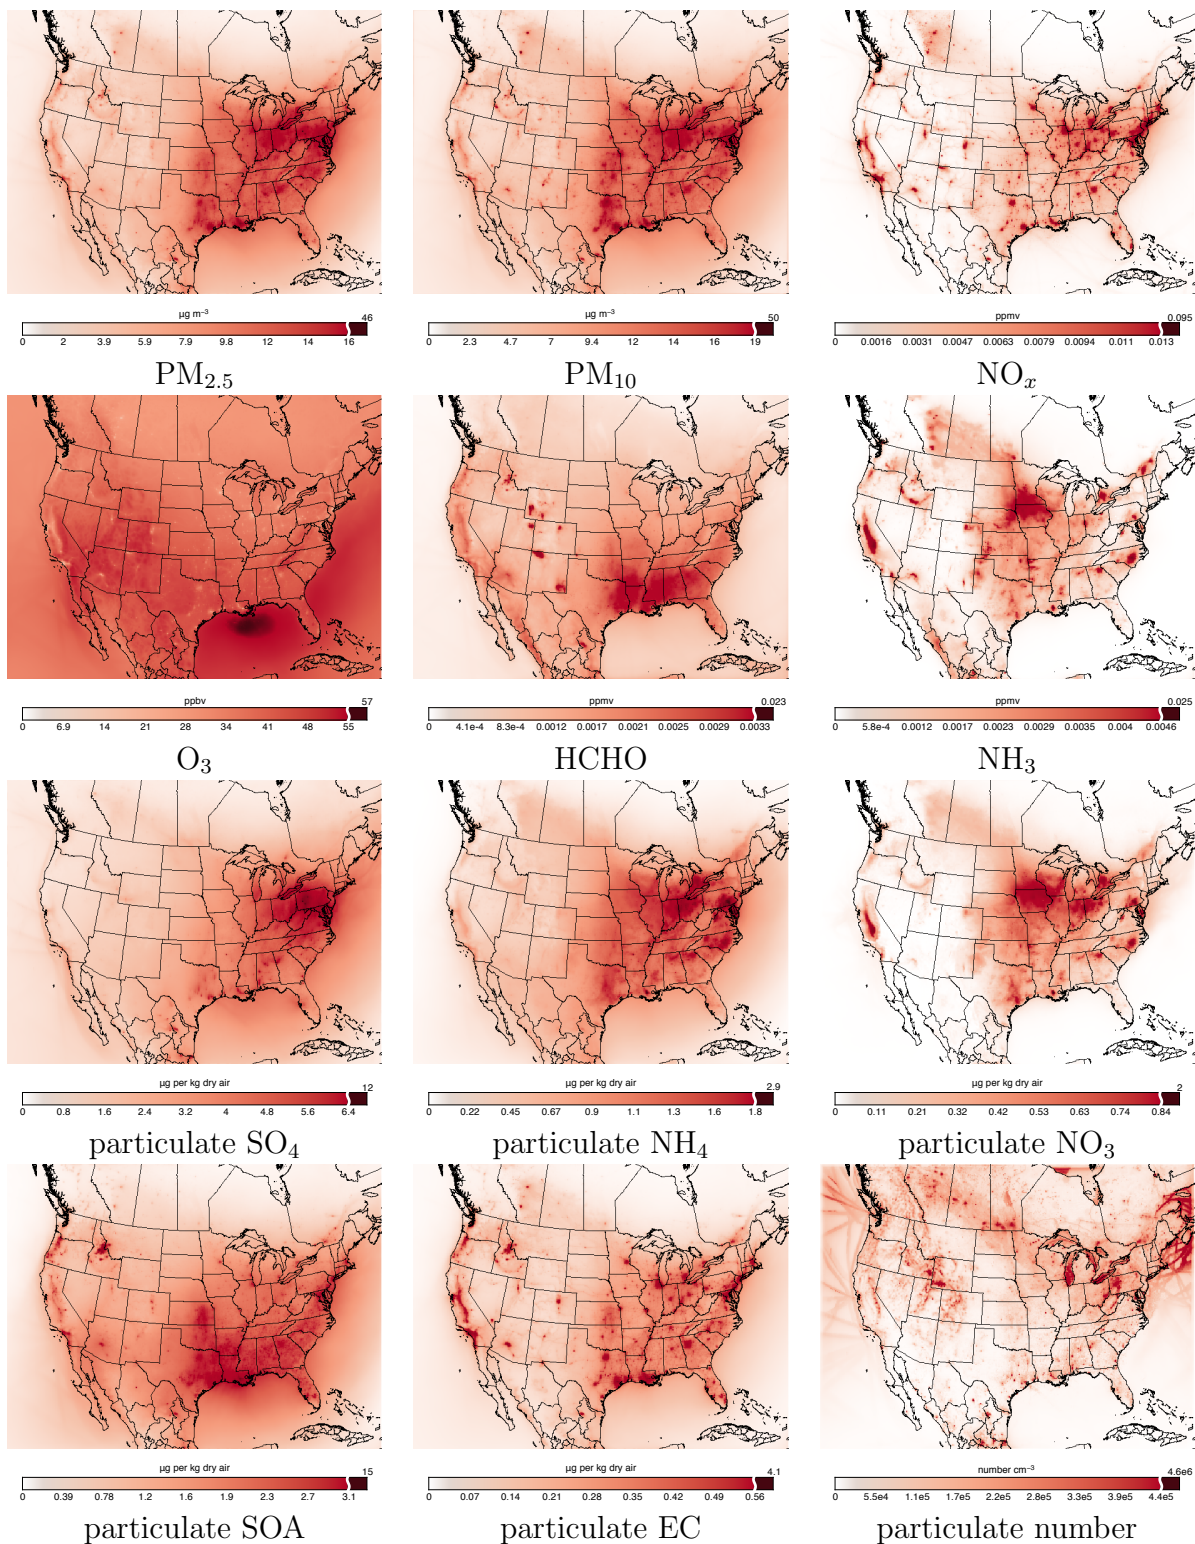 µg m⁻³ 46
0 2 3.9 5.9 7.9 9.8 12 14 16
PM₂.₅
µg m⁻³ 50
0 2.3 4.7 7 9.4 12 14 16 19
PM₁₀
ppmv 0.095
0 0.0016 0.0031 0.0047 0.0063 0.0079 0.0094 0.011 0.013
NOₓ
ppbv 57
0 6.9 14 21 28 34 41 48 55
O₃
ppmv 0.023
0 4.1e-4 8.3e-4 0.0012 0.0017 0.0021 0.0025 0.0029 0.0033
HCHO
ppmv 0.025
0 5.8e-4 0.0012 0.0017 0.0023 0.0029 0.0035 0.004 0.0046
NH₃
µg per kg dry air 12
0 0.8 1.6 2.4 3.2 4 4.8 5.6 6.4
particulate SO₄
µg per kg dry air 2.9
0 0.22 0.45 0.67 0.9 1.1 1.3 1.6 1.8
particulate NH₄
µg per kg dry air 2
0 0.11 0.21 0.32 0.42 0.53 0.63 0.74 0.84
particulate NO₃
µg per kg dry air 15
0 0.39 0.78 1.2 1.6 1.9 2.3 2.7 3.1
particulate SOA
µg per kg dry air 4.1
0 0.07 0.14 0.21 0.28 0.35 0.42 0.49 0.56
particulate EC
number cm⁻³ 4.6e6
0 5.5e4 1.1e5 1.7e5 2.2e5 2.8e5 3.3e5 3.9e5 4.4e5
particulate number